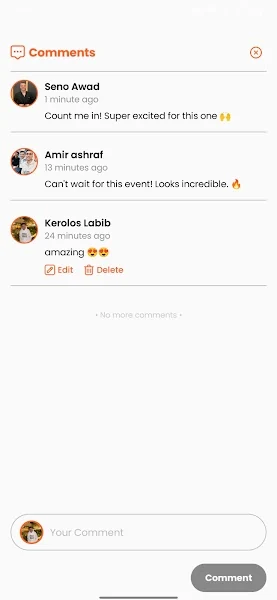 Comments
Seno Awad
1 minute ago
Count me in! Super excited for this one 🙌
Amir ashraf
13 minutes ago
Can't wait for this event! Looks incredible. 🔥
Kerolos Labib
24 minutes ago
amazing 😍😍
Edit Delete
• No more comments •
Your Comment
Comment